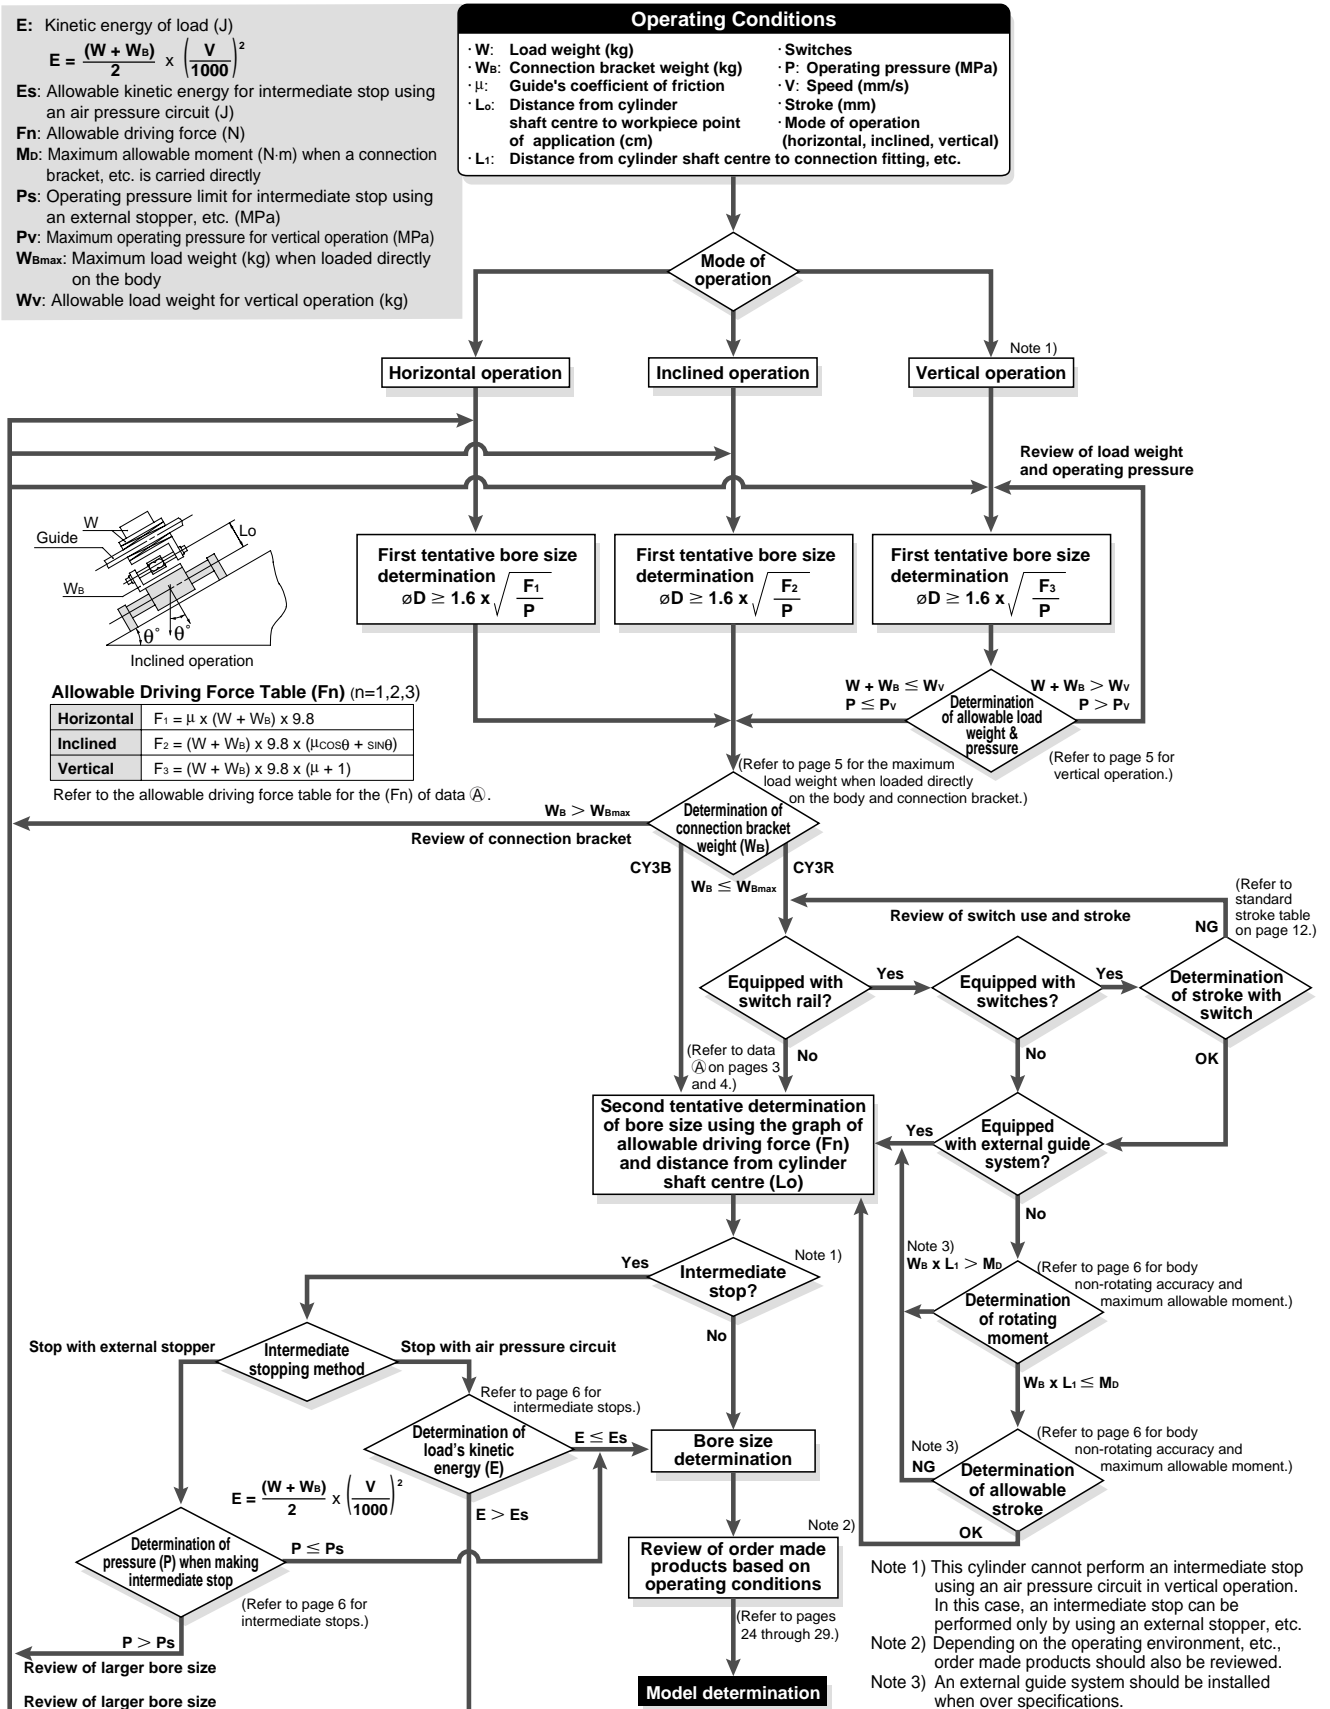 E: Kinetic energy of load (J)
E = (W + WB) / 2 x (V / 1000)²
Es: Allowable kinetic energy for intermediate stop using
an air pressure circuit (J)
Fn: Allowable driving force (N)
MD: Maximum allowable moment (N·m) when a connection
bracket, etc. is carried directly
Ps: Operating pressure limit for intermediate stop using
an external stopper, etc. (MPa)
Pv: Maximum operating pressure for vertical operation (MPa)
WBmax: Maximum load weight (kg) when loaded directly
on the body
Wv: Allowable load weight for vertical operation (kg)
Operating Conditions
· W: Load weight (kg)
· WB: Connection bracket weight (kg)
· μ: Guide's coefficient of friction
· Lo: Distance from cylinder
shaft centre to workpiece point
of application (cm)
· Switches
· P: Operating pressure (MPa)
· V: Speed (mm/s)
· Stroke (mm)
· Mode of operation
(horizontal, inclined, vertical)
· L1: Distance from cylinder shaft centre to connection fitting, etc.
Mode of
operation
Note 1)
Horizontal operation
Inclined operation
Vertical operation
Review of load weight
and operating pressure
W
Guide
Lo
WB
θ°
θ°
Inclined operation
First tentative bore size
determination
øD ≥ 1.6 x √(F1 / P)
First tentative bore size
determination
øD ≥ 1.6 x √(F2 / P)
First tentative bore size
determination
øD ≥ 1.6 x √(F3 / P)
Allowable Driving Force Table (Fn) (n=1,2,3)
Horizontal F1 = μ x (W + WB) x 9.8
Inclined F2 = (W + WB) x 9.8 x (μcosθ + sinθ)
Vertical F3 = (W + WB) x 9.8 x (μ + 1)
Refer to the allowable driving force table for the (Fn) of data Ⓐ.
W + WB ≤ Wv
P ≤ Pv
W + WB > Wv
P > Pv
Determination
of allowable load
weight &
pressure
(Refer to page 5 for
vertical operation.)
(Refer to page 5 for the maximum
load weight when loaded directly
on the body and connection bracket.)
WB > WBmax
Review of connection bracket
Determination of
connection bracket
weight (WB)
CY3B
CY3R
WB ≤ WBmax
Review of switch use and stroke
NG
(Refer to
standard
stroke table
on page 12.)
Equipped with
switch rail?
Yes
Equipped with
switches?
Yes
Determination
of stroke with
switch
(Refer to data
Ⓐ on pages 3
and 4.)
No
No
OK
Second tentative determination
of bore size using the graph of
allowable driving force (Fn)
and distance from cylinder
shaft centre (Lo)
Yes
Equipped
with external guide
system?
No
Note 3)
WB x L1 > MD
(Refer to page 6 for body
non-rotating accuracy and
maximum allowable moment.)
Determination
of rotating
moment
WB x L1 ≤ MD
Yes
Note 1)
Intermediate
stop?
No
Stop with external stopper
Intermediate
stopping method
Stop with air pressure circuit
Refer to page 6 for
intermediate stops.)
Determination of
load's kinetic
energy (E)
E ≤ Es
Bore size
determination
E = (W + WB) / 2 x (V / 1000)²
E > Es
(Refer to page 6 for body
non-rotating accuracy and
maximum allowable moment.)
Note 3)
NG
Determination
of allowable
stroke
OK
Determination of
pressure (P) when making
intermediate stop
P ≤ Ps
(Refer to page 6 for
intermediate stops.)
P > Ps
Review of larger bore size
Review of larger bore size
Note 2)
Review of order made
products based on
operating conditions
(Refer to pages
24 through 29.)
Model determination
Note 1) This cylinder cannot perform an intermediate stop
using an air pressure circuit in vertical operation.
In this case, an intermediate stop can be
performed only by using an external stopper, etc.
Note 2) Depending on the operating environment, etc.,
order made products should also be reviewed.
Note 3) An external guide system should be installed
when over specifications.